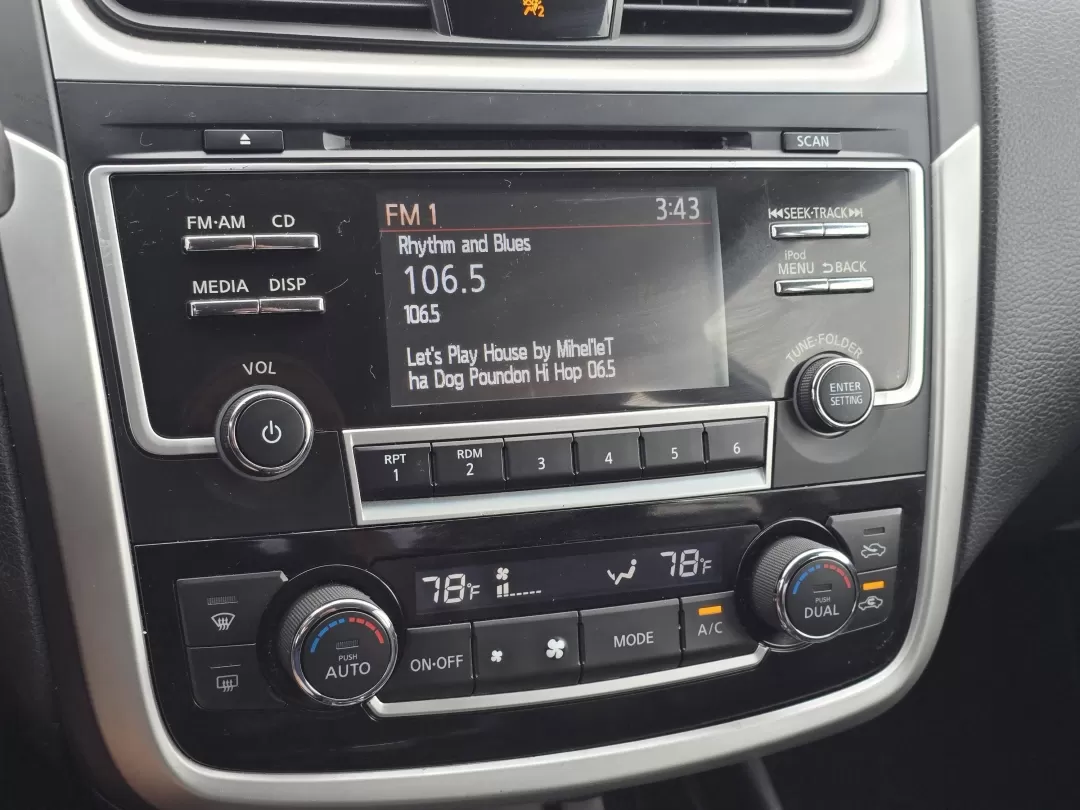 2
SCAN
FM·AM CD
FM 1 3:43
SEEK·TRACK
Rhythm and Blues
iPod
MENU BACK
MEDIA DISP
106.5
106.5
Let's Play House by Mihel'leT
ha Dog Poundon Hi Hop 06.5
VOL
TUNE·FOLDER
ENTER
SETTING
RPT
1
RDM
2
3
4
5
6
78°F
78°F
PUSH
AUTO
ON·OFF
MODE
A/C
PUSH
DUAL